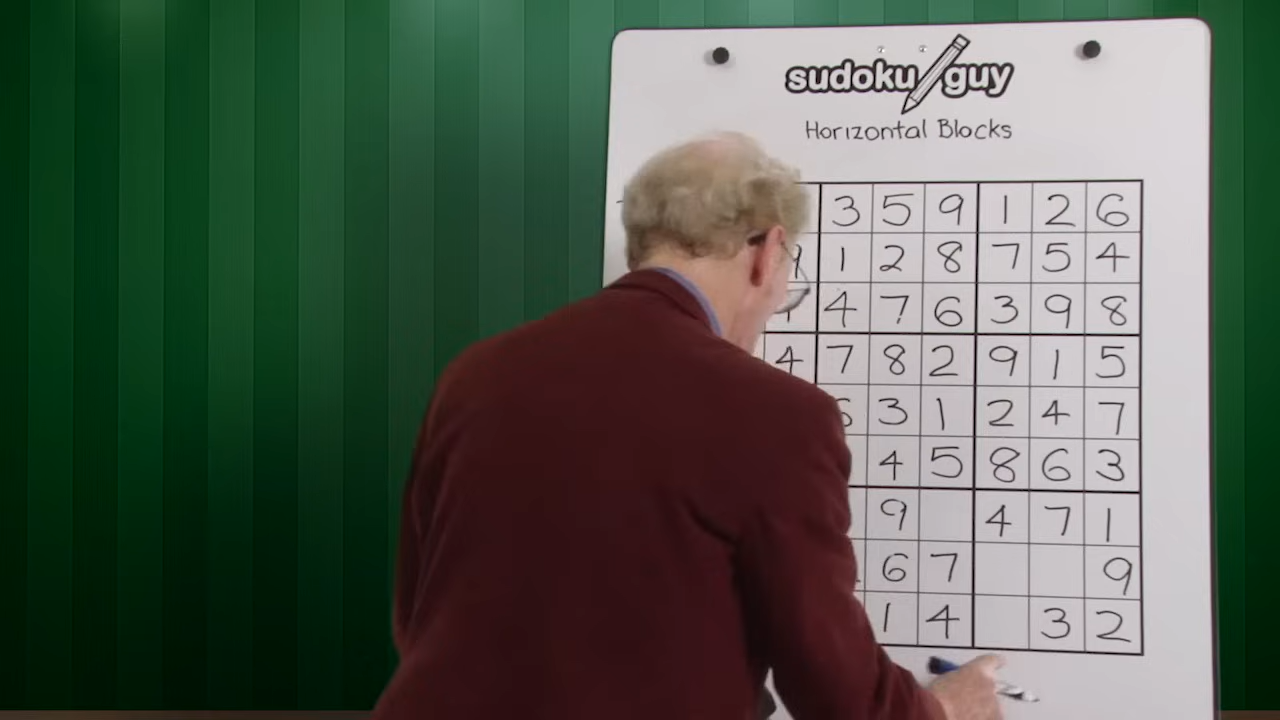 sudoku guy
Horizontal Blocks
3 5 9 1 2 6
1 2 8 7 5 4
4 7 6 3 9 8
4 7 8 2 9 1 5
3 1 2 4 7
4 5 8 6 3
9 4 7 1
6 7 9
1 4 3 2